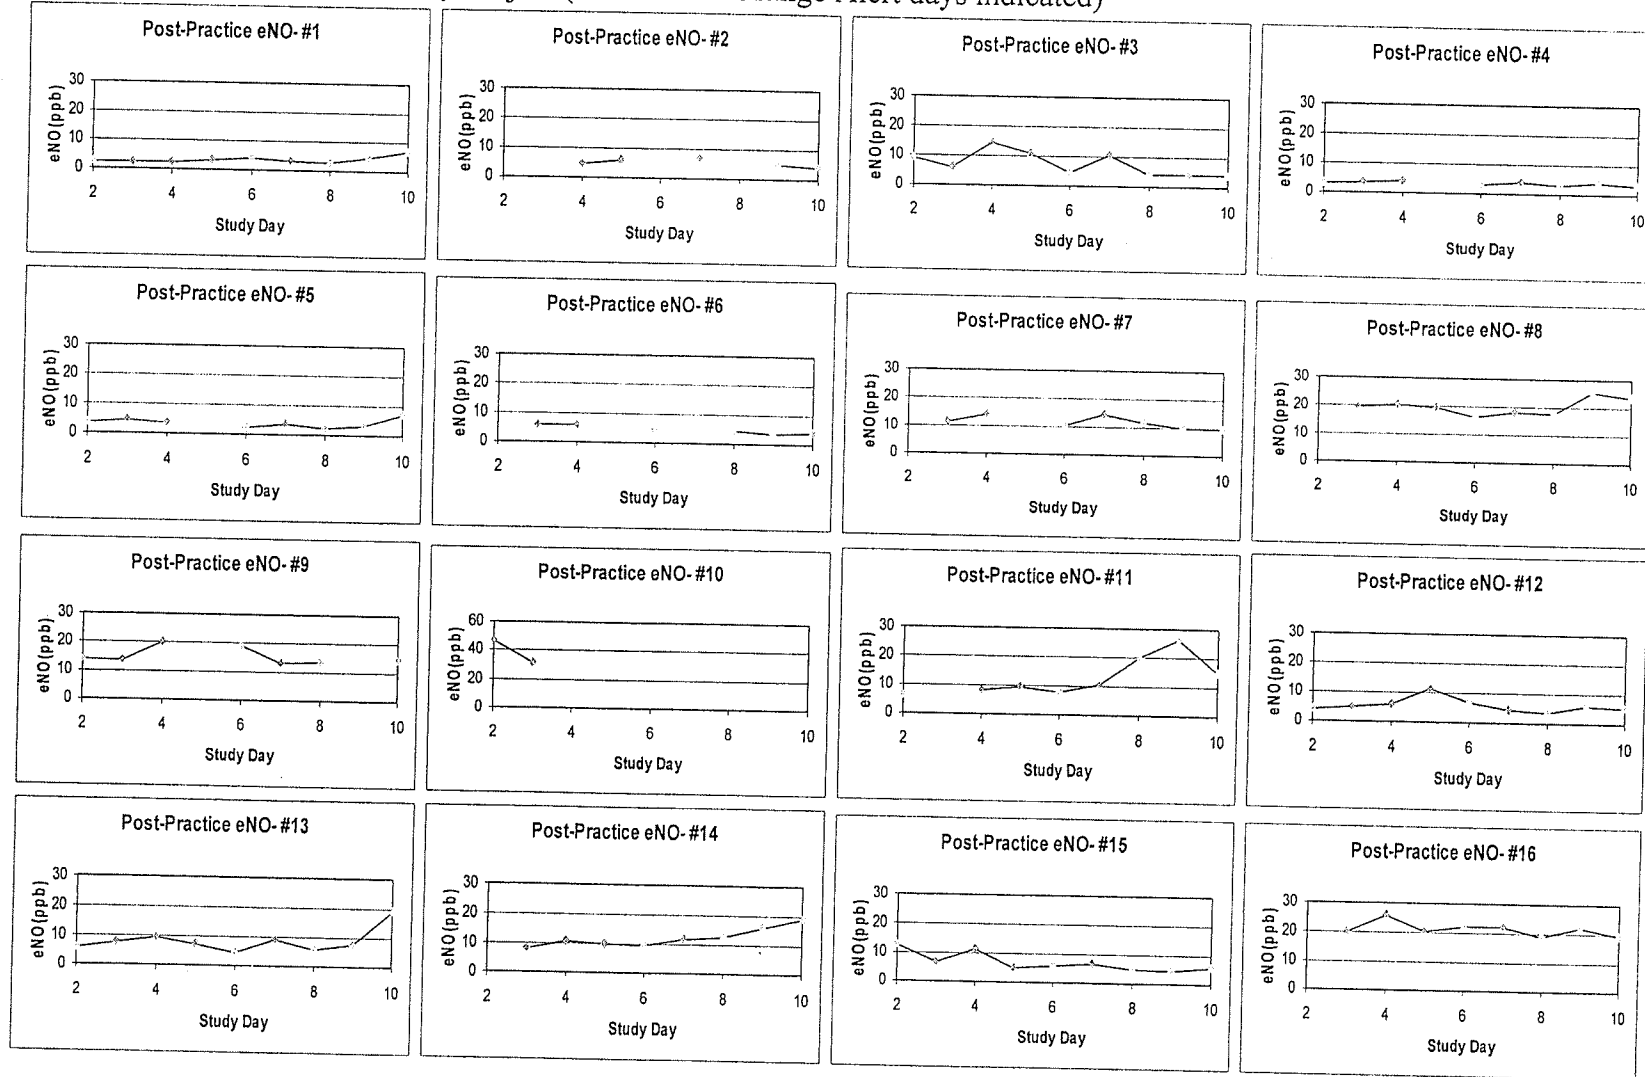 days indicated)
Post-Practice eNO- #1
30
20
10
0
eNO(ppb)
2 4 6 8 10
Study Day
Post-Practice eNO- #2
30
20
10
0
eNO(ppb)
2 4 6 8 10
Study Day
Post-Practice eNO- #3
30
20
10
0
eNO(ppb)
2 4 6 8 10
Study Day
Post-Practice eNO- #4
30
20
10
0
eNO(ppb)
2 4 6 8 10
Study Day
Post-Practice eNO- #5
30
20
10
0
eNO(ppb)
2 4 6 8 10
Study Day
Post-Practice eNO- #6
30
20
10
0
eNO(ppb)
2 4 6 8 10
Study Day
Post-Practice eNO- #7
30
20
10
0
eNO(ppb)
2 4 6 8 10
Study Day
Post-Practice eNO- #8
30
20
10
0
eNO(ppb)
2 4 6 8 10
Study Day
Post-Practice eNO- #9
30
20
10
0
eNO(ppb)
2 4 6 8 10
Study Day
Post-Practice eNO- #10
60
40
20
0
eNO(ppb)
2 4 6 8 10
Study Day
Post-Practice eNO- #11
30
20
10
0
eNO(ppb)
2 4 6 8 10
Study Day
Post-Practice eNO- #12
30
20
10
0
eNO(ppb)
2 4 6 8 10
Study Day
Post-Practice eNO- #13
30
20
10
0
eNO(ppb)
2 4 6 8 10
Study Day
Post-Practice eNO- #14
30
20
10
0
eNO(ppb)
2 4 6 8 10
Study Day
Post-Practice eNO- #15
30
20
10
0
eNO(ppb)
2 4 6 8 10
Study Day
Post-Practice eNO- #16
30
20
10
0
eNO(ppb)
2 4 6 8 10
Study Day